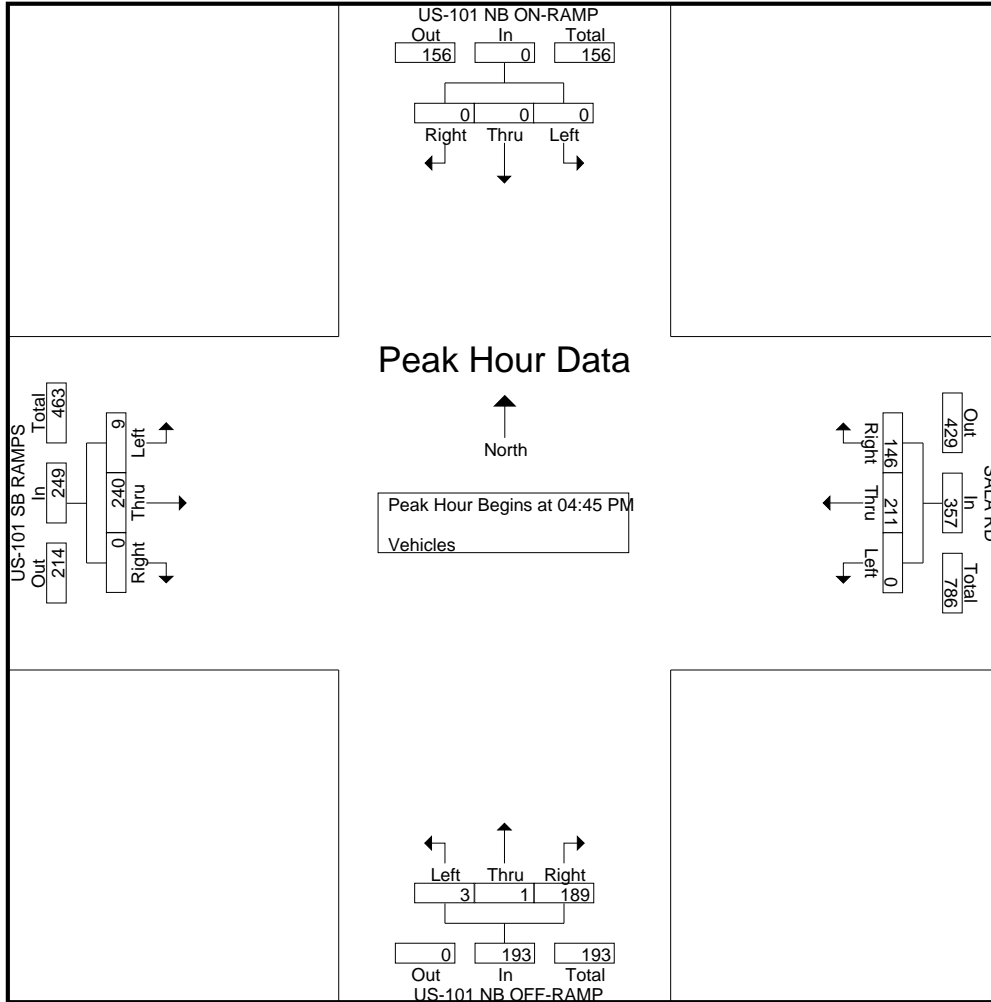 US-101 NB ON-RAMP
Out In Total
156 0 156
0 0 0
Right Thru Left
Peak Hour Data
North
Peak Hour Begins at 04:45 PM
Vehicles
US-101 SB RAMPS
Out In Total
214 249 463
Right Thru Left
0 240 9
SALA RD
Out In Total
429 357 786
Right Thru Left
146 211 0
Left Thru Right
3 1 189
0 193 193
Out In Total
US-101 NB OFF-RAMP